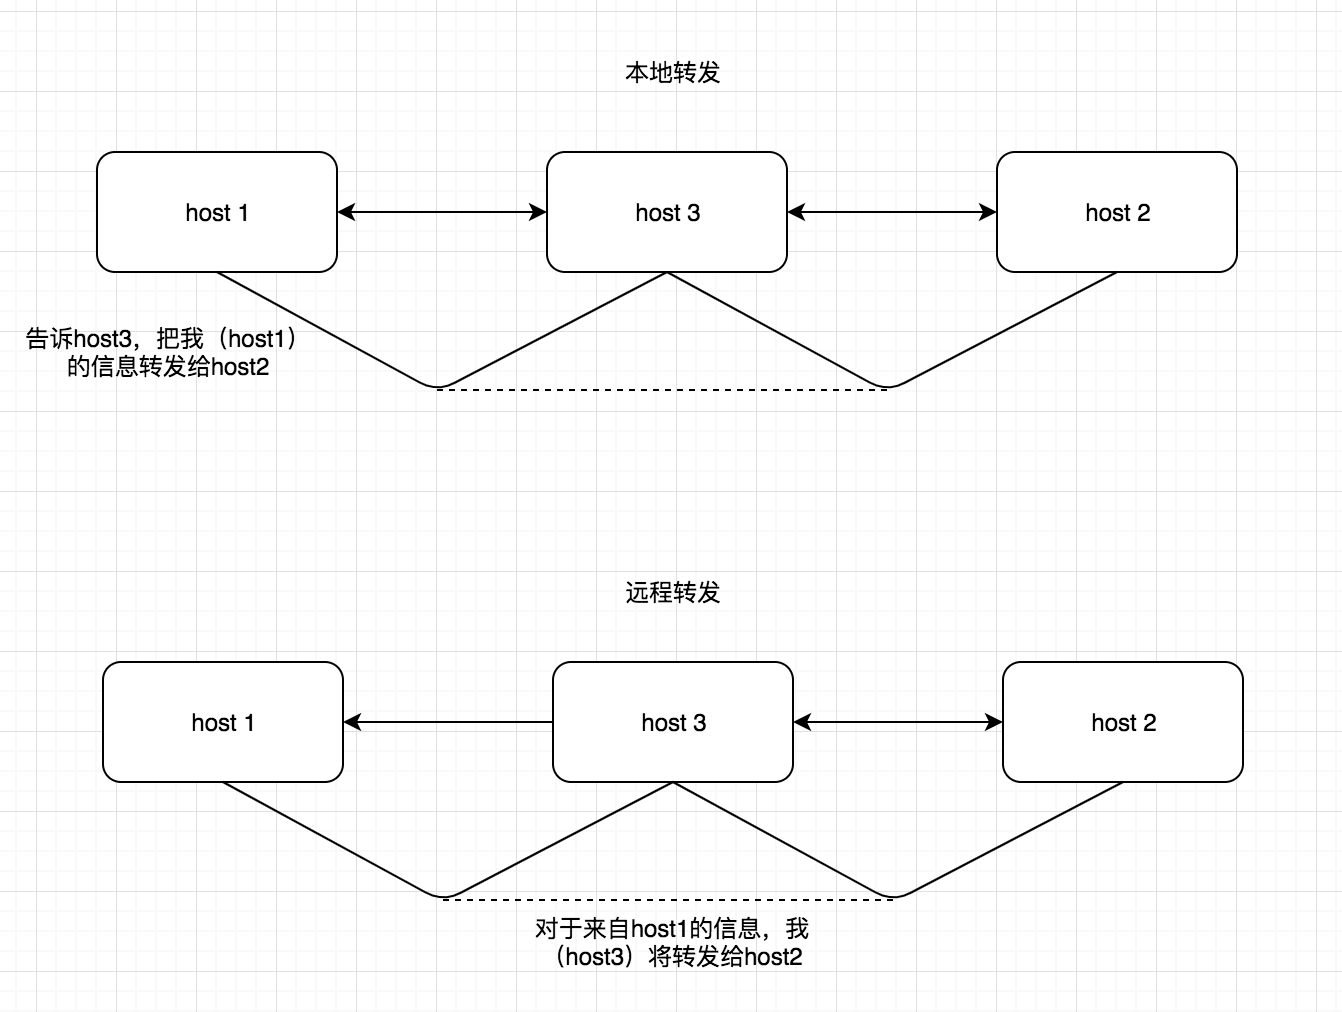 本地转发
host 1
host 3
host 2
告诉host3，把我（host1）
的信息转发给host2
远程转发
host 1
host 3
host 2
对于来自host1的信息，我
（host3）将转发给host2